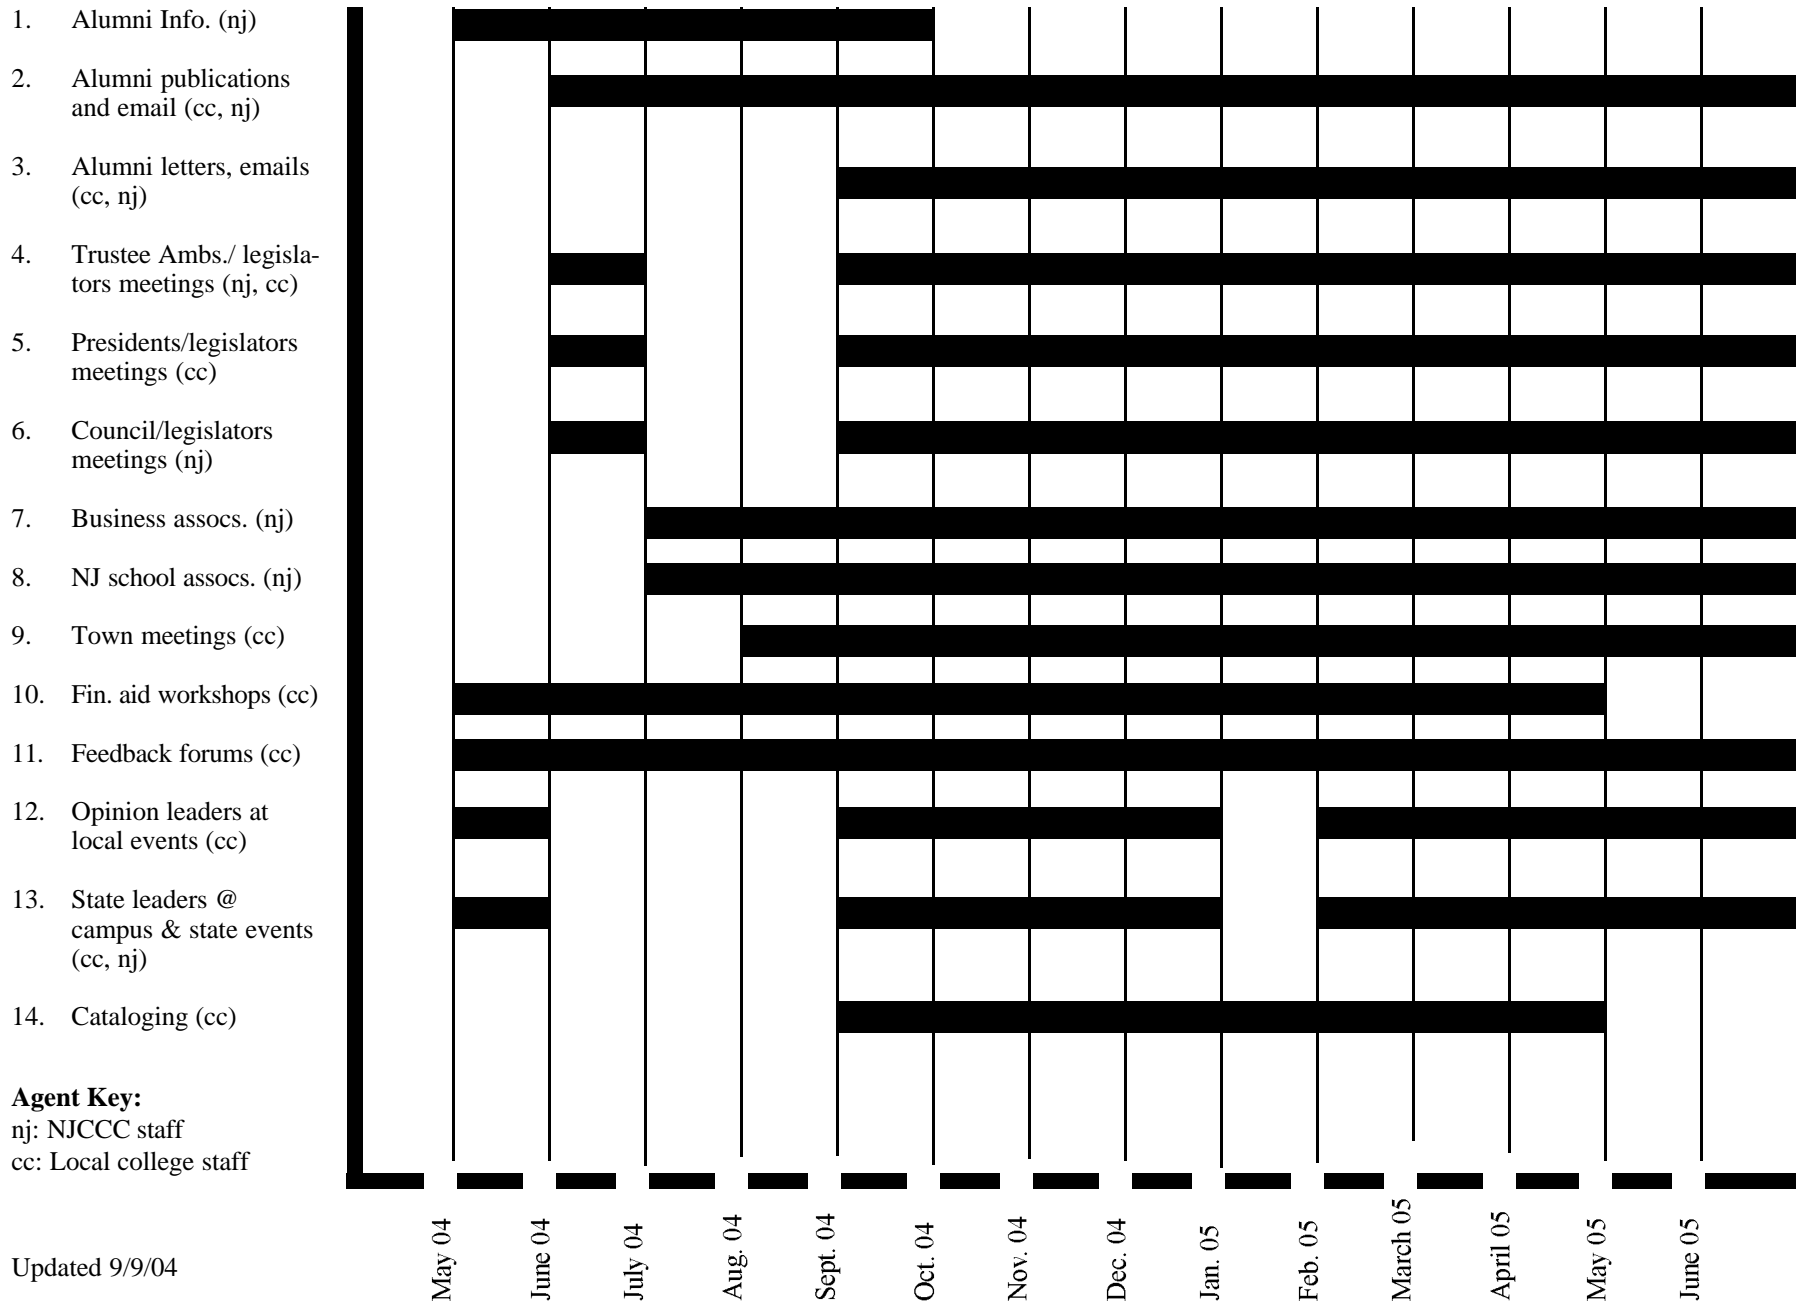 1. Alumni Info. (nj)
2. Alumni publications
and email (cc, nj)
3. Alumni letters, emails
(cc, nj)
4. Trustee Ambs./ legisla-
tors meetings (nj, cc)
5. Presidents/legislators
meetings (cc)
6. Council/legislators
meetings (nj)
7. Business assocs. (nj)
8. NJ school assocs. (nj)
9. Town meetings (cc)
10. Fin. aid workshops (cc)
11. Feedback forums (cc)
12. Opinion leaders at
local events (cc)
13. State leaders @
campus & state events
(cc, nj)
14. Cataloging (cc)
Agent Key:
nj: NJCCC staff
cc: Local college staff
Updated 9/9/04
May 04
June 04
July 04
Aug. 04
Sept. 04
Oct. 04
Nov. 04
Dec. 04
Jan. 05
Feb. 05
March 05
April 05
May 05
June 05